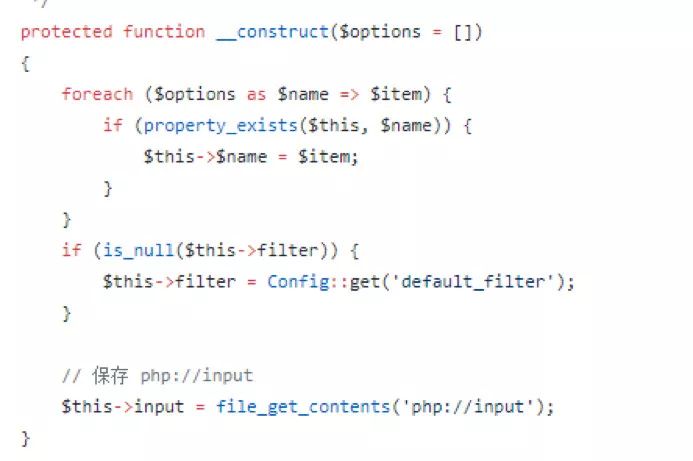 */
protected function __construct($options = [])
{
    foreach ($options as $name => $item) {
        if (property_exists($this, $name)) {
            $this->$name = $item;
        }
    }
    if (is_null($this->filter)) {
        $this->filter = Config::get('default_filter');
    }

    // 保存 php://input
    $this->input = file_get_contents('php://input');
}